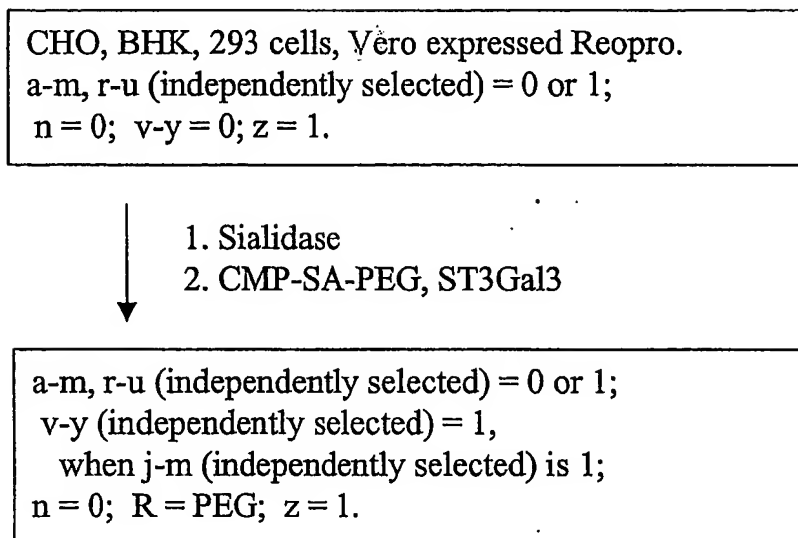 CHO, BHK, 293 cells, Vero expressed Reopro.
a-m, r-u (independently selected) = 0 or 1;
n = 0; v-y = 0; z = 1.
1. Sialidase
2. CMP-SA-PEG, ST3Gal3
a-m, r-u (independently selected) = 0 or 1;
v-y (independently selected) = 1,
when j-m (independently selected) is 1;
n = 0; R = PEG; z = 1.